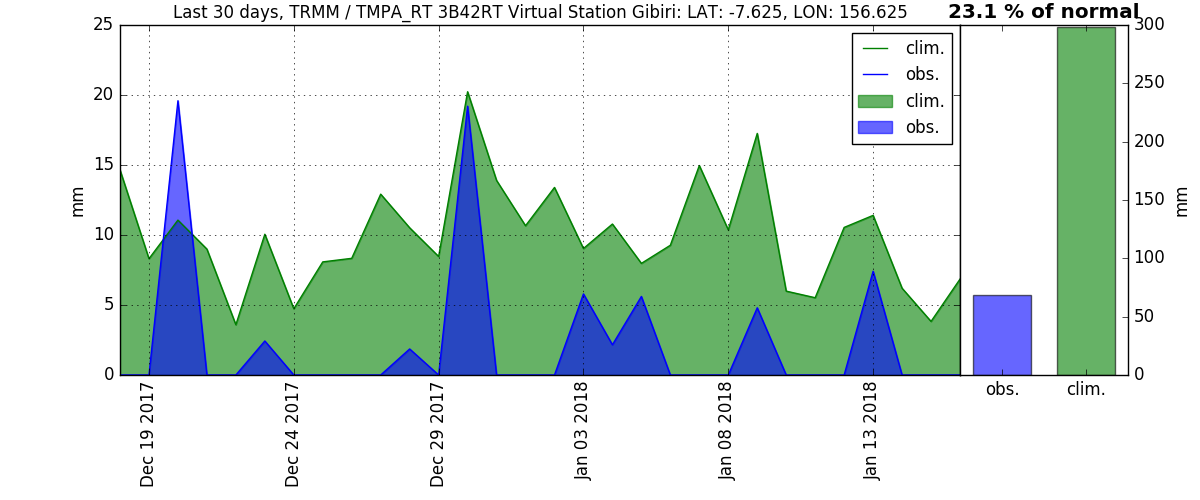 Last 30 days, TRMM / TMPA_RT 3B42RT Virtual Station Gibiri: LAT: -7.625, LON: 156.625
23.1 % of normal
25
20
15
10
5
0
mm
clim.
obs.
clim.
obs.
Dec 19 2017
Dec 24 2017
Dec 29 2017
Jan 03 2018
Jan 08 2018
Jan 13 2018
300
250
200
150
100
50
0
mm
obs.
clim.